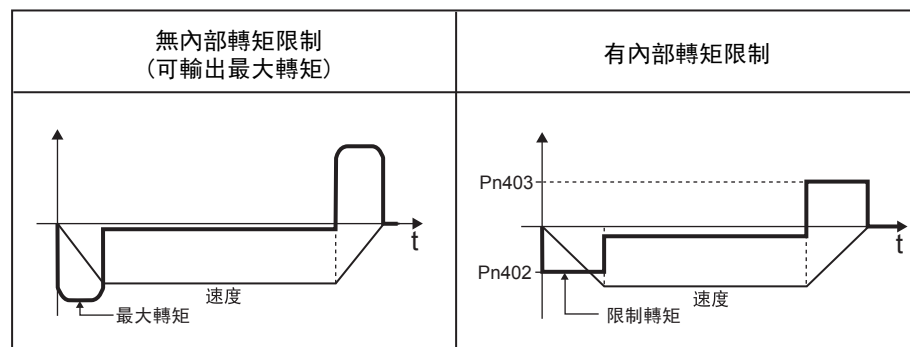 無內部轉矩限制
(可輸出最大轉矩)
有內部轉矩限制
t
速度
最大轉矩
Pn403
Pn402
t
速度
限制轉矩